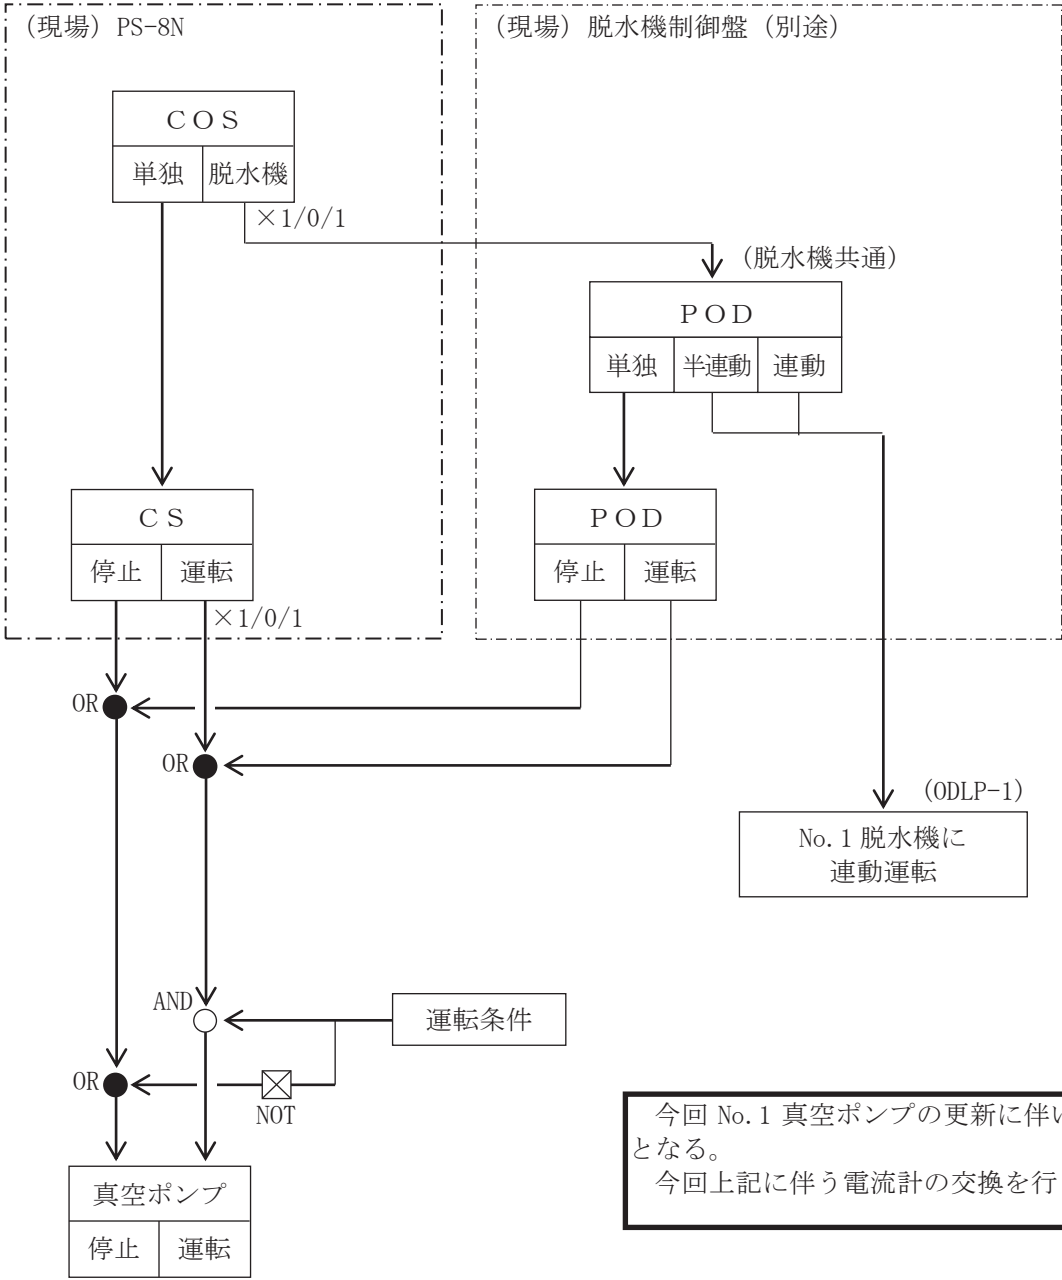 (現場) PS-8N
(現場) 脱水機制御盤 (別途)
COS
単独 脱水機
×1/0/1
(脱水機共通)
POD
単独 半連動 連動
CS
停止 運転
×1/0/1
POD
停止 運転
OR
OR
(ODLP-1)
No.1 脱水機に
連動運転
AND
運転条件
OR
NOT
真空ポンプ
停止 運転
今回 No.1 真空ポンプの更新に伴い
となる。
今回上記に伴う電流計の交換を行